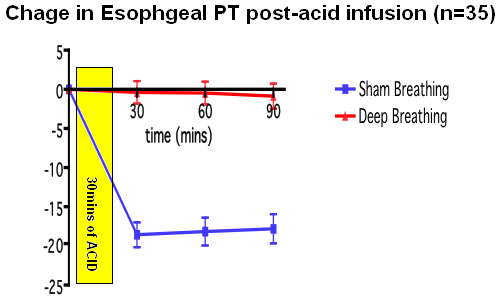 Chage in Esophgeal PT post-acid infusion (n=35)
5
0
-5
-10
-15
-20
-25
30 60 90
time (mins)
30mins of ACID
Sham Breathing
Deep Breathing